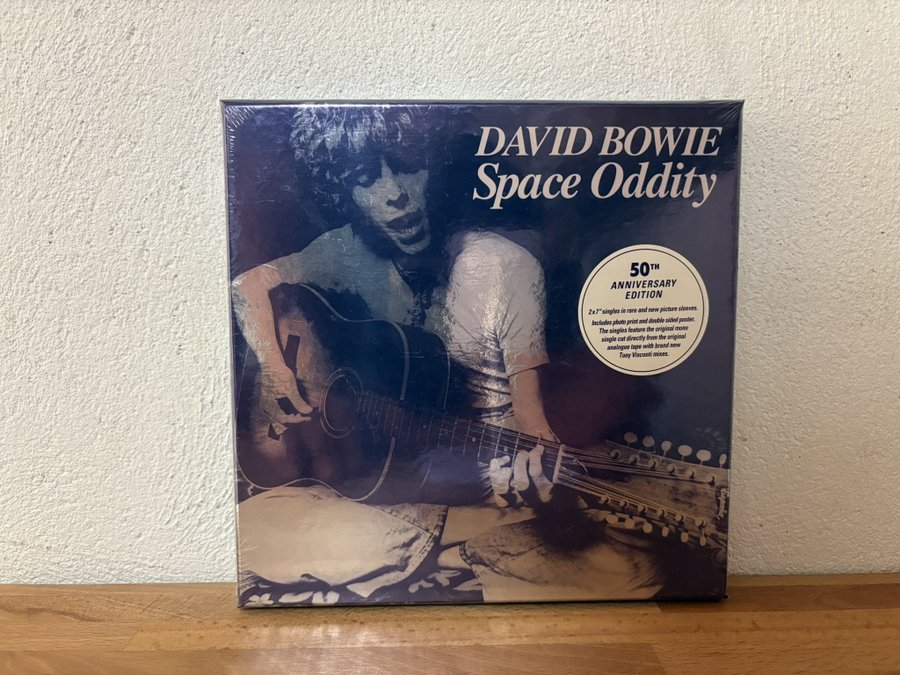 DAVID BOWIE
Space Oddity
50TH
ANNIVERSARY
EDITION
2x7" singles in rare and new picture sleeves.
Includes photo print and double sided poster.
The singles feature the original mono
single cut directly from the original
analogue tape with brand new
Tony Visconti mixes.